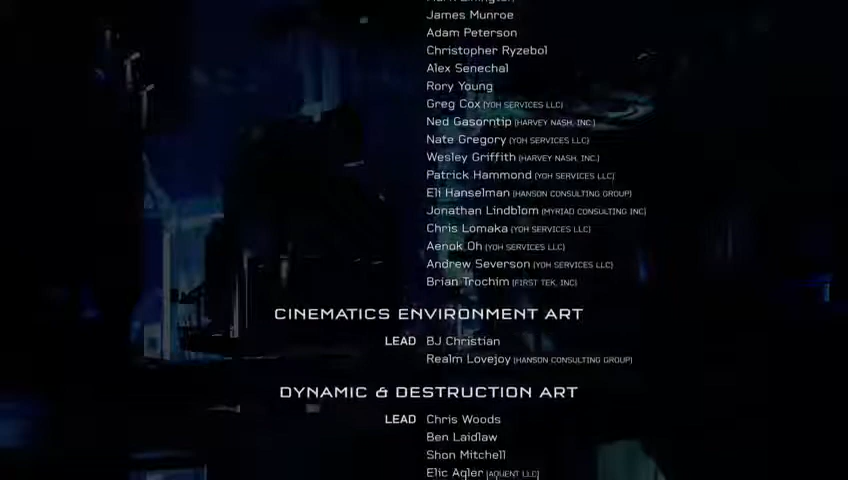 James Munroe
Adam Peterson
Christopher Ryzebol
Alex Senechal
Rory Young
Greg Cox (YOH SERVICES LLC)
Ned Gasorntip (HARVEY NASH, INC.)
Nate Gregory (YOH SERVICES LLC)
Wesley Griffith (HARVEY NASH, INC.)
Patrick Hammond (YOH SERVICES LLC)
Eli Hanselman (HANSON CONSULTING GROUP)
Jonathan Lindblom (MYRIAD CONSULTING INC)
Chris Lomaka (YOH SERVICES LLC)
Aenok Oh (YOH SERVICES LLC)
Andrew Severson (YOH SERVICES LLC)
Brian Trochim (FIRST TEK, INC)
CINEMATICS ENVIRONMENT ART
LEAD BJ Christian
Realm Lovejoy (HANSON CONSULTING GROUP)
DYNAMIC & DESTRUCTION ART
LEAD Chris Woods
Ben Laidlaw
Shon Mitchell
Elic Agler (AQUENT LLC)